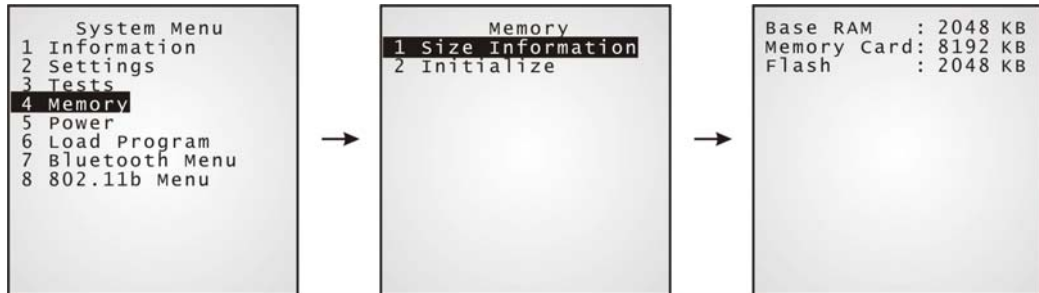 System Menu
1 Information
2 Settings
3 Tests
4 Memory
5 Power
6 Load Program
7 Bluetooth Menu
8 802.11b Menu
Memory
1 Size Information
2 Initialize
Base RAM : 2048 KB
Memory Card: 8192 KB
Flash : 2048 KB